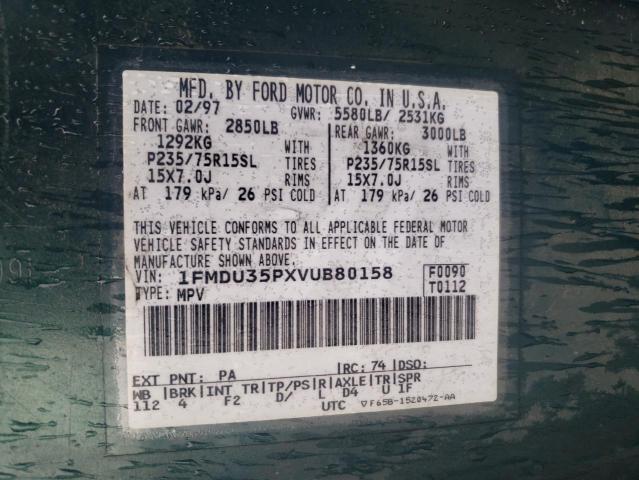 MFD. BY FORD MOTOR CO. IN U.S.A.
DATE: 02/97 GVWR: 5580LB/ 2531KG
FRONT GAWR: 2850LB REAR GAWR: 3000LB
1292KG WITH 1360KG WITH
P235/75R15SL TIRES P235/75R15SL TIRES
15X7.0J RIMS 15X7.0J RIMS
AT 179 kPa/ 26 PSI COLD AT 179 kPa/ 26 PSI COLD
THIS VEHICLE CONFORMS TO ALL APPLICABLE FEDERAL MOTOR
VEHICLE SAFETY STANDARDS IN EFFECT ON THE DATE OF
MANUFACTURE SHOWN ABOVE.
VIN: 1FMDU35PXVUB80158 F0090
TYPE: MPV T0112
EXT PNT: PA |RC: 74 |DSO:
WB |BRK|INT TR|TP/PS|R|AXLE|TR|SPR
112 4 F2 D/ L D4 U 1F
UTC ▽F65B-1520472-AA